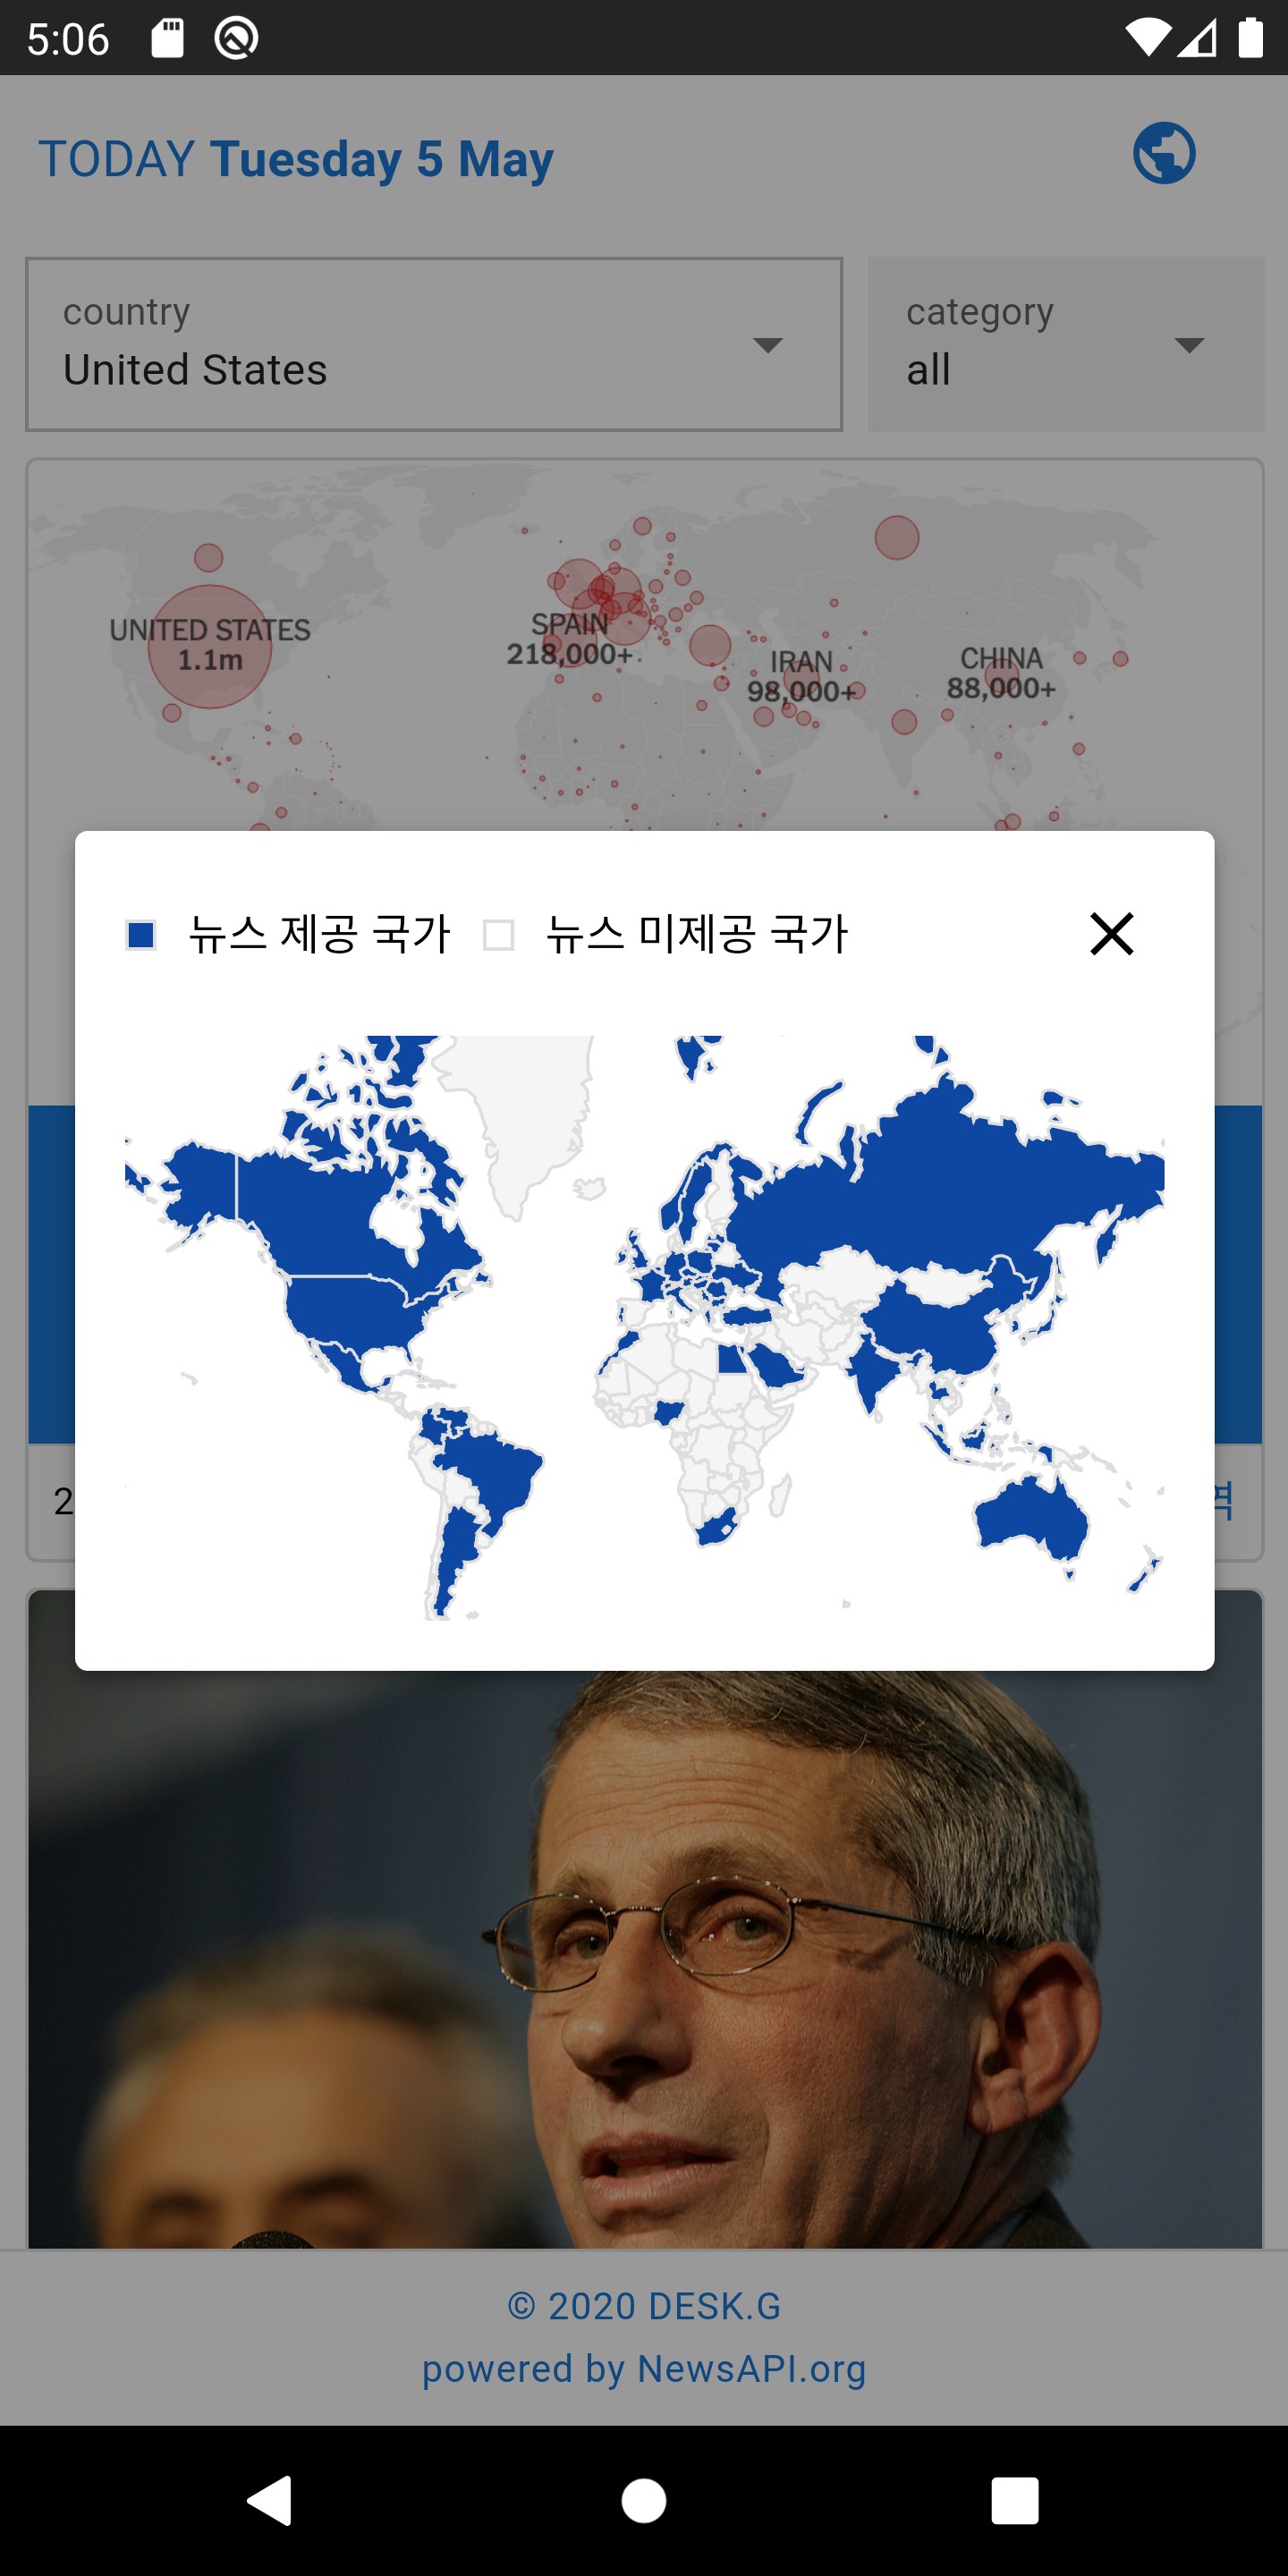 5:06
TODAY Tuesday 5 May
country
United States
category
all
UNITED STATES
1.1m
SPAIN
218,000+
IRAN
98,000+
CHINA
88,000+
뉴스 제공 국가
뉴스 미제공 국가
2
역
© 2020 DESK.G
powered by NewsAPI.org